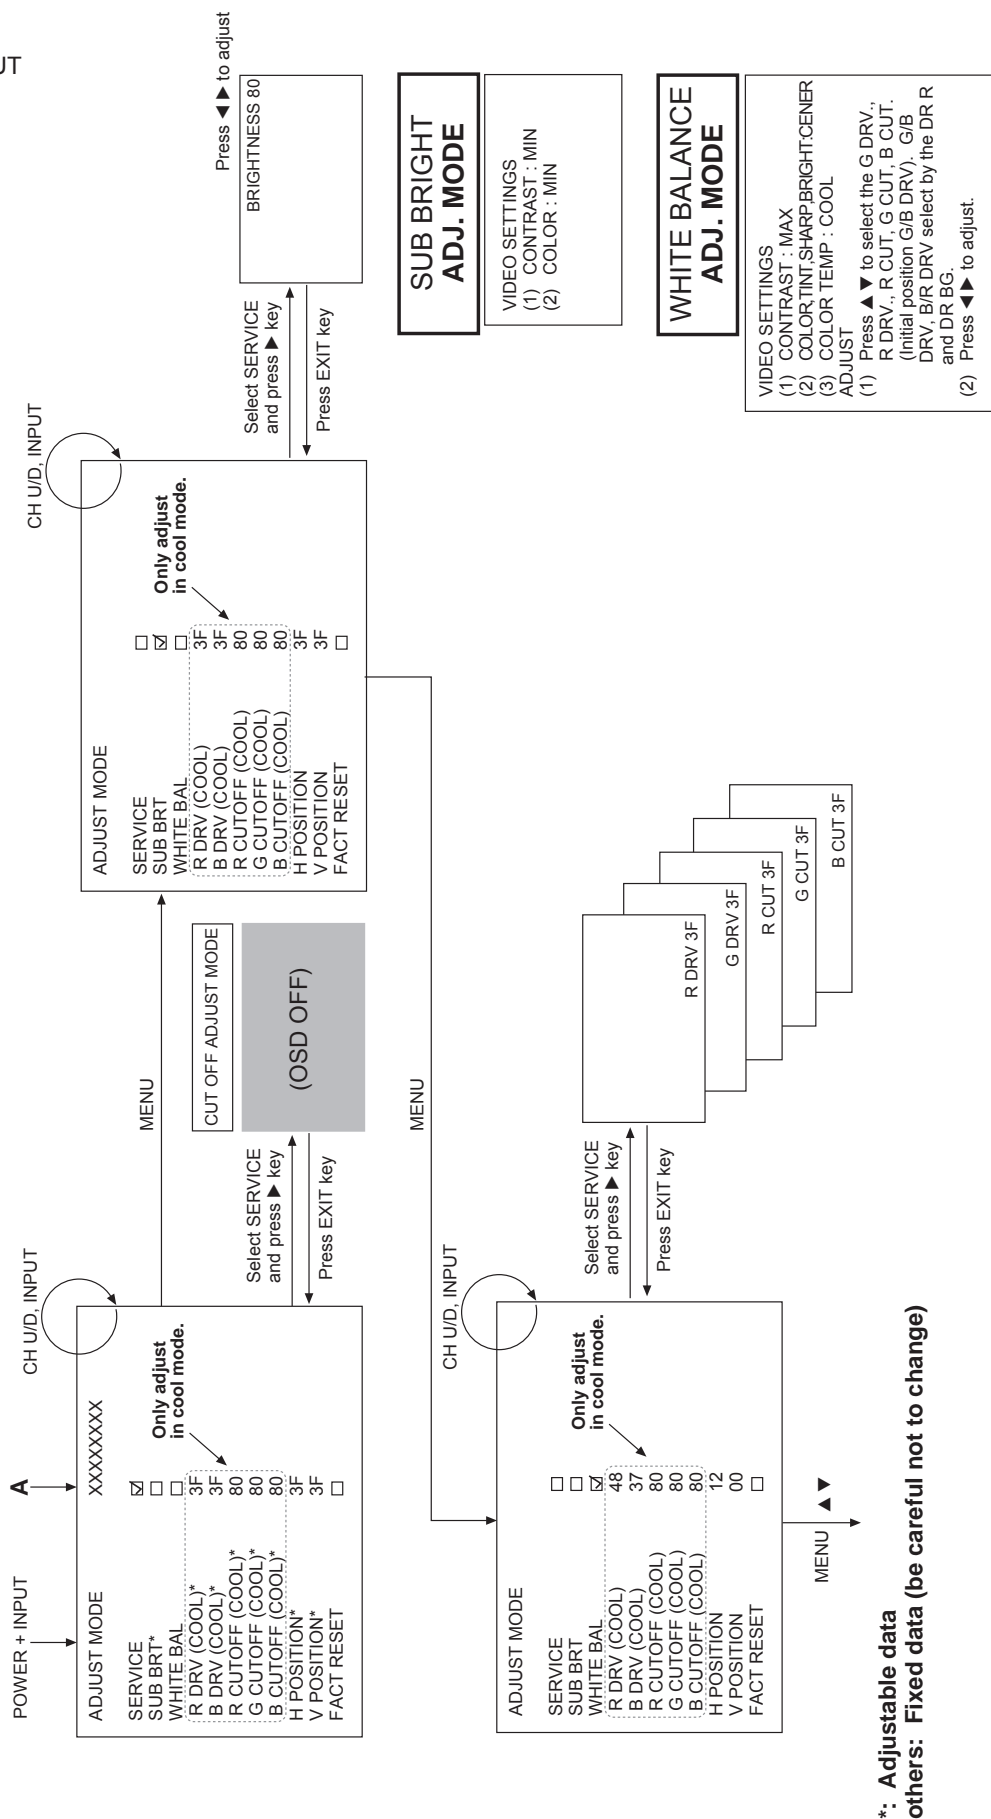 UT
POWER + INPUT
A
CH U/D, INPUT
ADJUST MODE XXXXXXXX
SERVICE ☑
SUB BRT* ☐
WHITE BAL ☐
R DRV (COOL)* 3F
B DRV (COOL)* 3F
R CUTOFF (COOL)* 80
G CUTOFF (COOL)* 80
B CUTOFF (COOL)* 80
H POSITION* 3F
V POSITION* 3F
FACT RESET ☐
Only adjust
in cool mode.
MENU
Select SERVICE
and press ▶ key
Press EXIT key
CUT OFF ADJUST MODE
(OSD OFF)
CH U/D, INPUT
ADJUST MODE
SERVICE ☐
SUB BRT ☑
WHITE BAL ☐
R DRV (COOL) 3F
B DRV (COOL) 3F
R CUTOFF (COOL) 80
G CUTOFF (COOL) 80
B CUTOFF (COOL) 80
H POSITION 3F
V POSITION 3F
FACT RESET ☐
Only adjust
in cool mode.
Select SERVICE
and press ▶ key
Press EXIT key
Press ◀ ▶ to adjust
BRIGHTNESS 80
SUB BRIGHT
ADJ. MODE
VIDEO SETTINGS
(1) CONTRAST : MIN
(2) COLOR : MIN
MENU
CH U/D, INPUT
ADJUST MODE
SERVICE ☐
SUB BRT ☐
WHITE BAL ☑
R DRV (COOL) 48
B DRV (COOL) 37
R CUTOFF (COOL) 80
G CUTOFF (COOL) 80
B CUTOFF (COOL) 80
H POSITION 12
V POSITION 00
FACT RESET ☐
Only adjust
in cool mode.
MENU ▲ ▼
Select SERVICE
and press ▶ key
Press EXIT key
R DRV 3F
G DRV 3F
R CUT 3F
G CUT 3F
B CUT 3F
WHITE BALANCE
ADJ. MODE
VIDEO SETTINGS
(1) CONTRAST : MAX
(2) COLOR,TINT,SHARP,BRIGHT:CENER
(3) COLOR TEMP : COOL
ADJUST
(1) Press ▲ ▼ to select the G DRV.,
R DRV., R CUT, G CUT, B CUT.
(Initial position G/B DRV). G/B
DRV, B/R DRV select by the DR R
and DR BG.
(2) Press ◀ ▶ to adjust.
*: Adjustable data
others: Fixed data (be careful not to change)